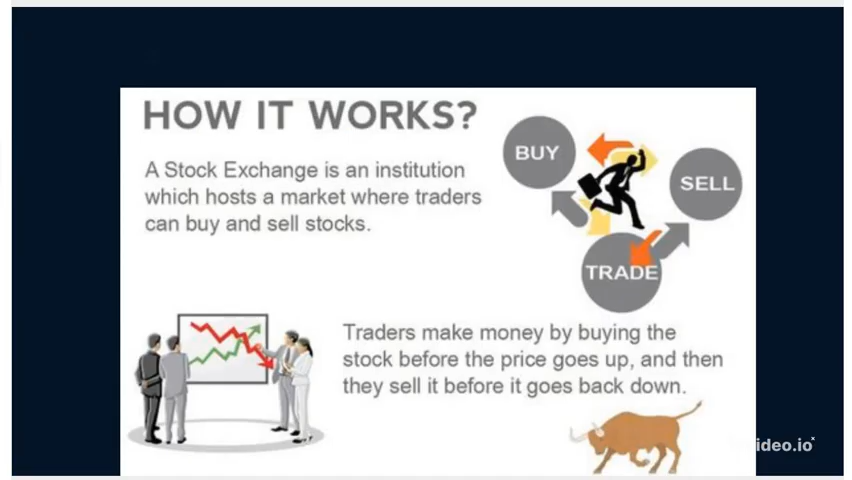 HOW IT WORKS?
A Stock Exchange is an institution
which hosts a market where traders
can buy and sell stocks.
BUY
SELL
TRADE
Traders make money by buying the
stock before the price goes up, and then
they sell it before it goes back down.
ideo.io